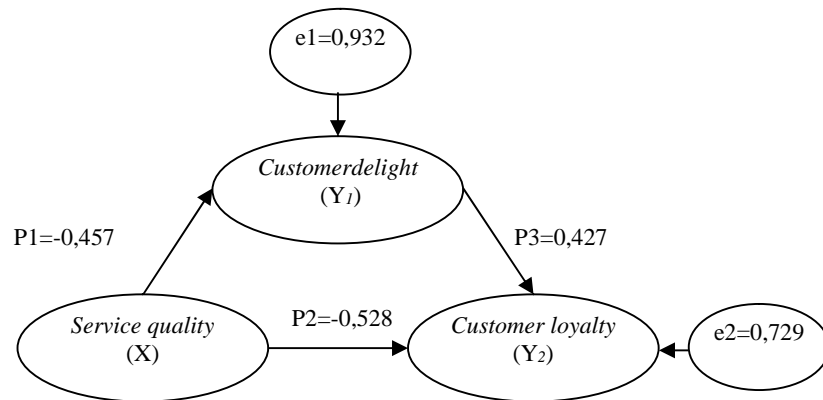 e1=0,932
Customerdelight
(Y1)
P1=-0,457
P3=0,427
Service quality
(X)
P2=-0,528
Customer loyalty
(Y2)
e2=0,729